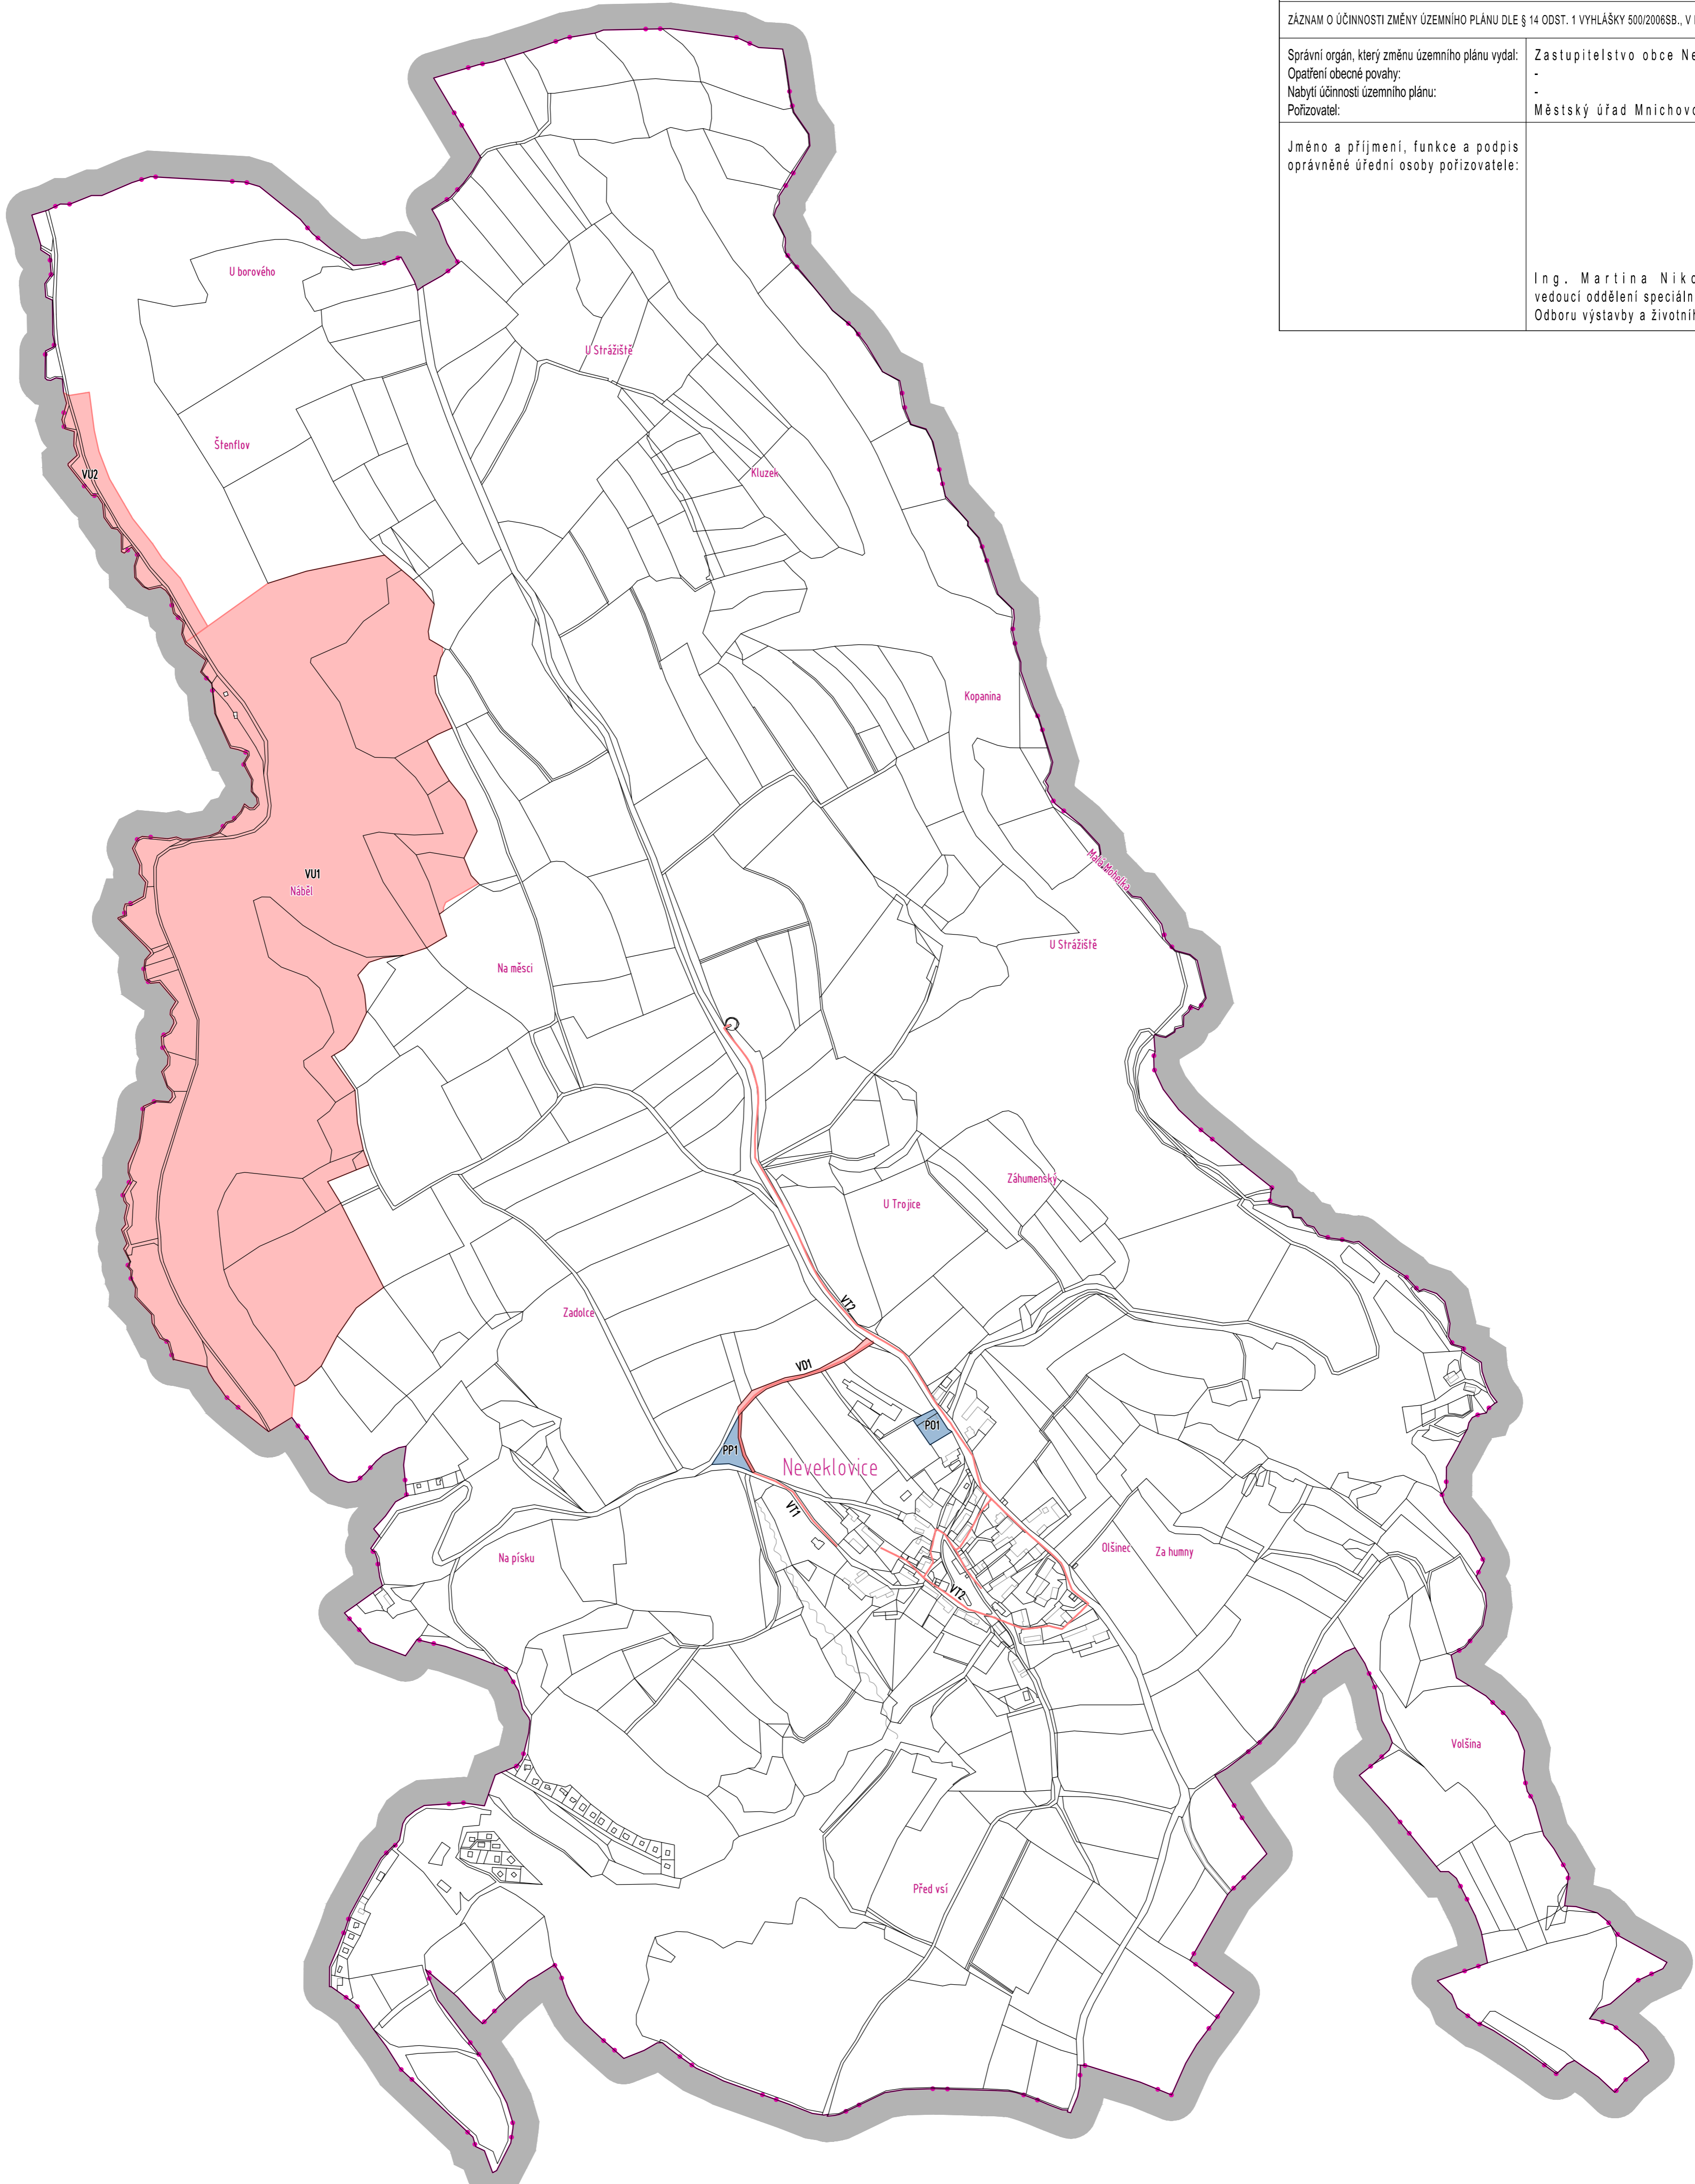 ZÁZNAM O ÚČINNOSTI ZMĚNY ÚZEMNÍHO PLÁNU DLE § 14 ODST. 1 VYHLÁŠKY 500/2006SB., V
Správní orgán, který změnu územního plánu vydal:
Zastupitelstvo obce Ne
Opatření obecné povahy:
-
Nabytí účinnosti územního plánu:
-
Pořizovatel:
Městský úřad Mnichovo
Jméno a příjmení, funkce a podpis
oprávněné úřední osoby pořizovatele:
Ing. Martina Niko
vedoucí oddělení speciáln
Odboru výstavby a životníh
U borového
U Strážiště
Štenflov
Kluzek
VU2
Kopanina
Malá Mohelka
VU1
Náběl
U Strážiště
Na měsci
Záhumenský
U Trojice
VT2
Zadolce
VD1
PO1
PP1
Neveklovice
VT1
Olšinec
Za humny
Na písku
VT2
Volšina
Před vsí